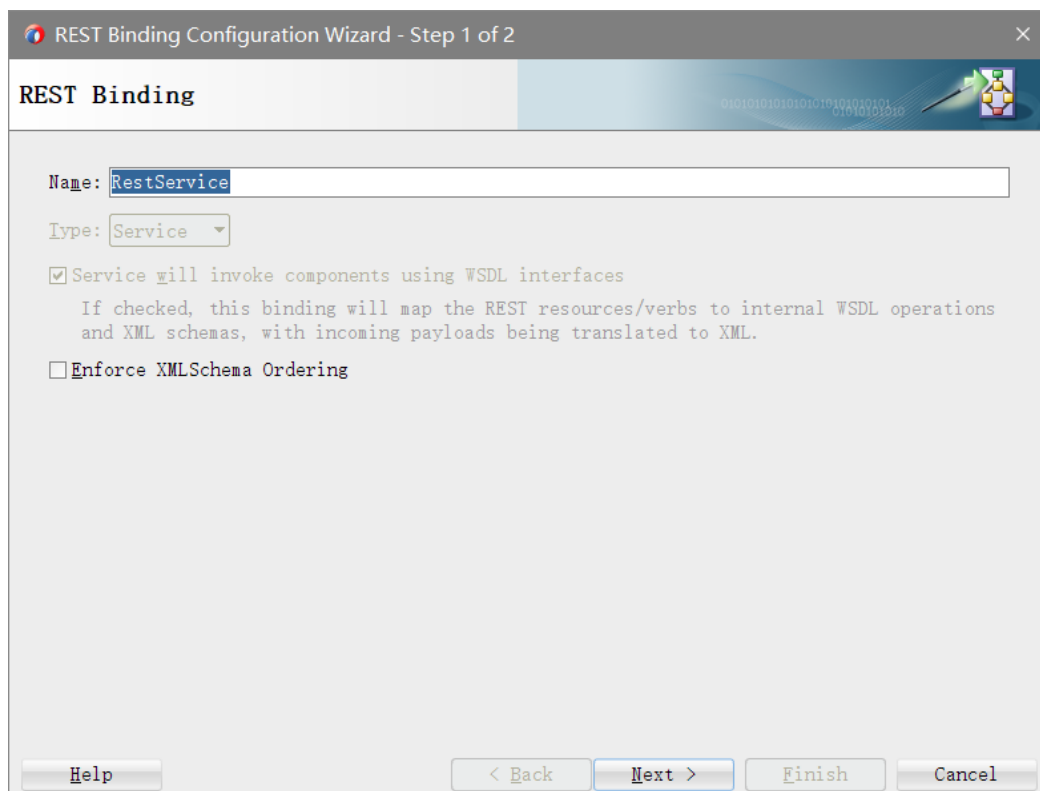 REST Binding Configuration Wizard - Step 1 of 2
REST Binding
Name: RestService
Type: Service
Service will invoke components using WSDL interfaces
If checked, this binding will map the REST resources/verbs to internal WSDL operations
and XML schemas, with incoming payloads being translated to XML.
Enforce XMLSchema Ordering
Help
< Back
Next >
Finish
Cancel